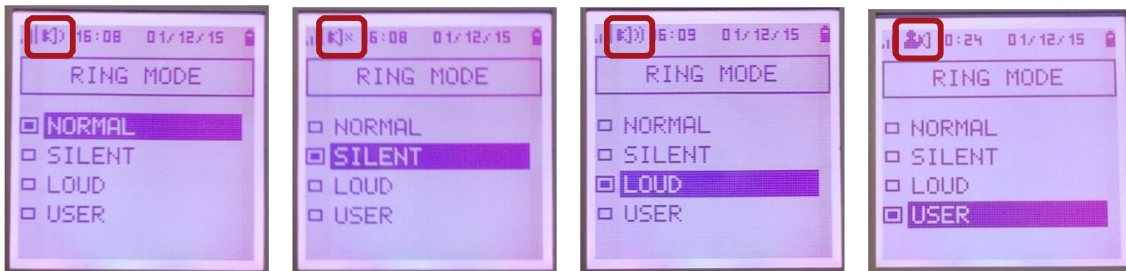 16:08 01/12/15
RING MODE
NORMAL
SILENT
LOUD
USER
6:08 01/12/15
RING MODE
NORMAL
SILENT
LOUD
USER
6:09 01/12/15
RING MODE
NORMAL
SILENT
LOUD
USER
0:24 01/12/15
RING MODE
NORMAL
SILENT
LOUD
USER